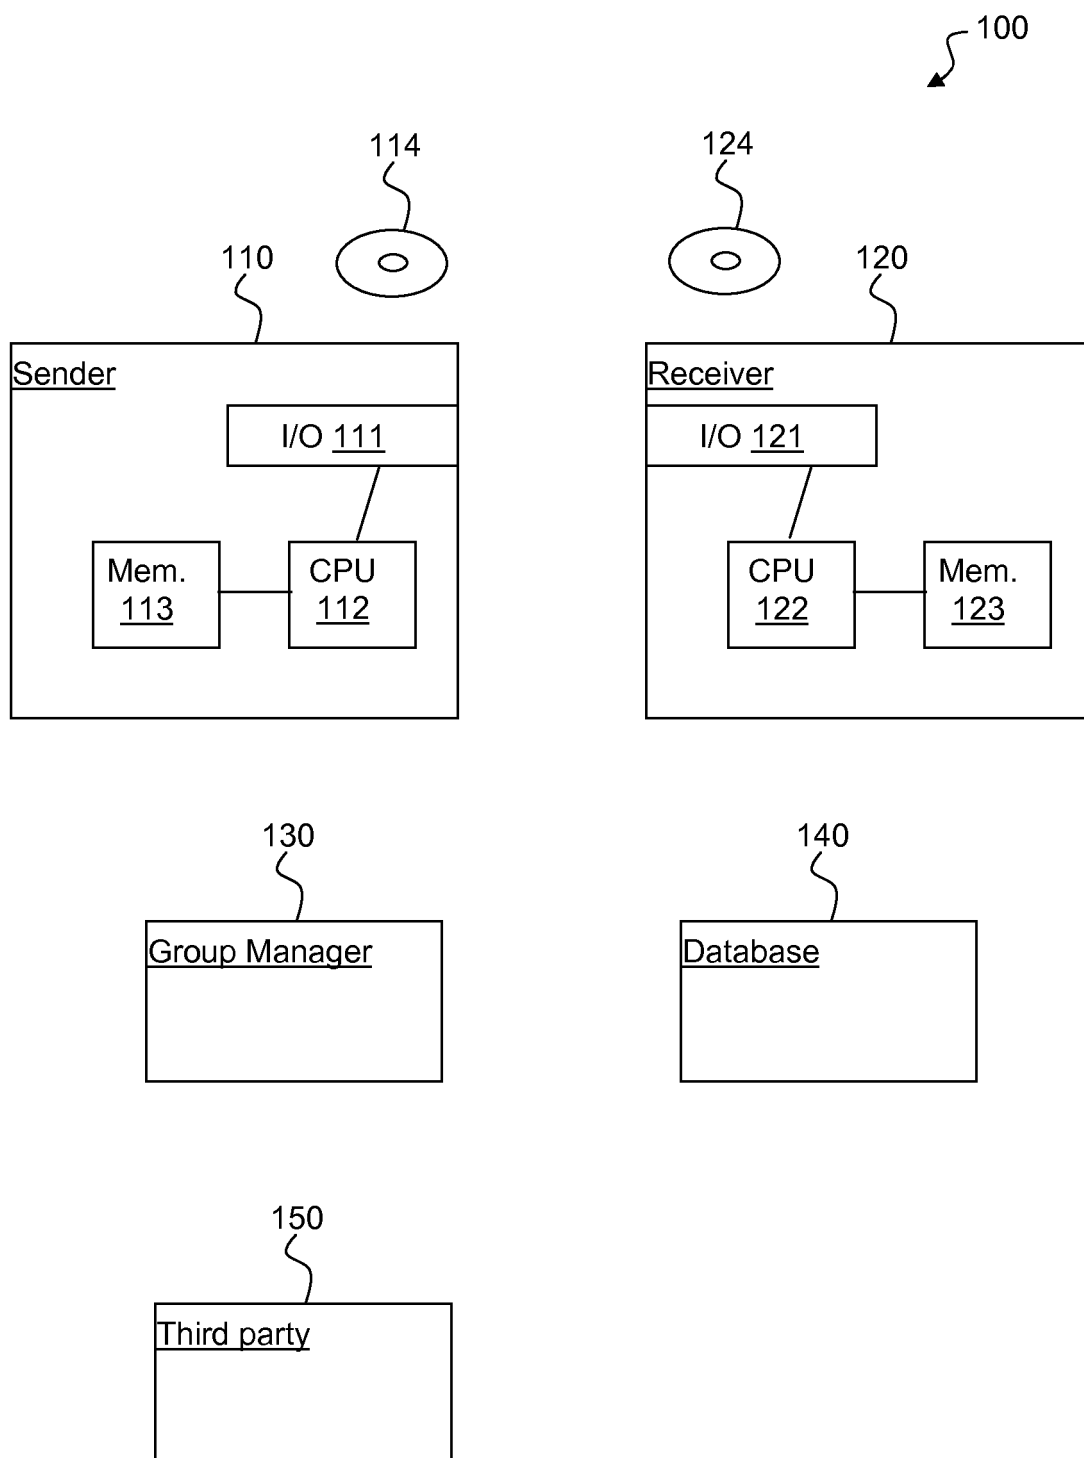 100
114
124
110
120
Sender
Receiver
I/O 111
I/O 121
Mem.
113
CPU
112
CPU
122
Mem.
123
130
140
Group Manager
Database
150
Third party